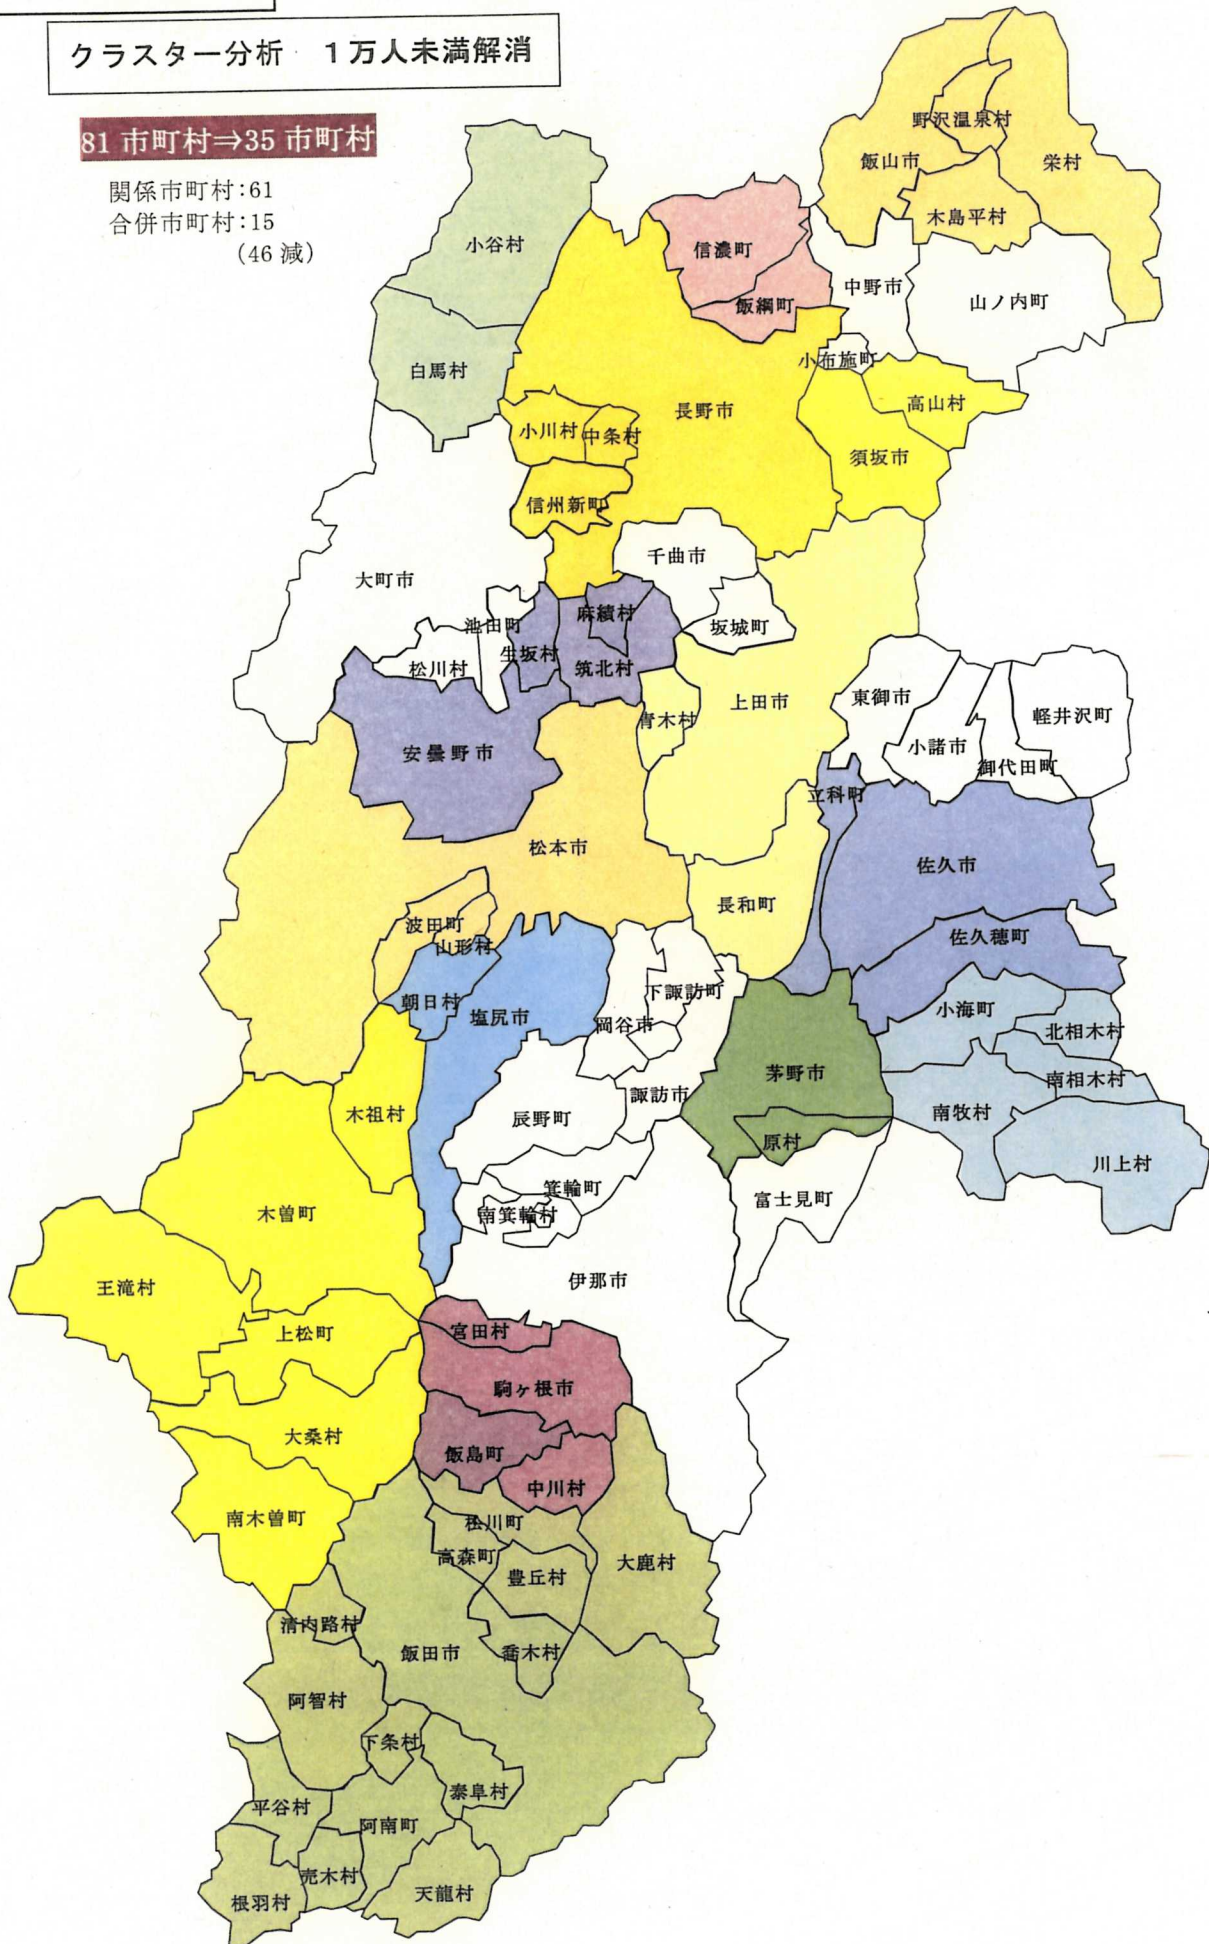 クラスター分析 1万人未満解消
81 市町村⇒35 市町村
関係市町村:61
合併市町村:15
(46 減)
野沢温泉村
飯山市
栄村
木島平村
小谷村
信濃町
中野市
山ノ内町
飯綱町
小布施町
白馬村
高山村
長野市
小川村
中条村
須坂市
信州新町
千曲市
大町市
麻績村
池田町
坂城町
生坂村
松川村
筑北村
東御市
上田市
軽井沢町
青木村
小諸市
安曇野市
御代田町
立科町
松本市
佐久市
長和町
波田町
佐久穂町
山形村
下諏訪町
朝日村
小海町
塩尻市
岡谷市
北相木村
茅野市
南相木村
諏訪市
木祖村
辰野町
南牧村
原村
川上村
箕輪町
富士見町
木曽町
南箕輪村
伊那市
王滝村
上松町
宮田村
駒ヶ根市
大桑村
飯島町
中川村
南木曽町
松川町
高森町
大鹿村
豊丘村
清内路村
飯田市
喬木村
阿智村
下条村
泰阜村
平谷村
阿南町
売木村
天龍村
根羽村